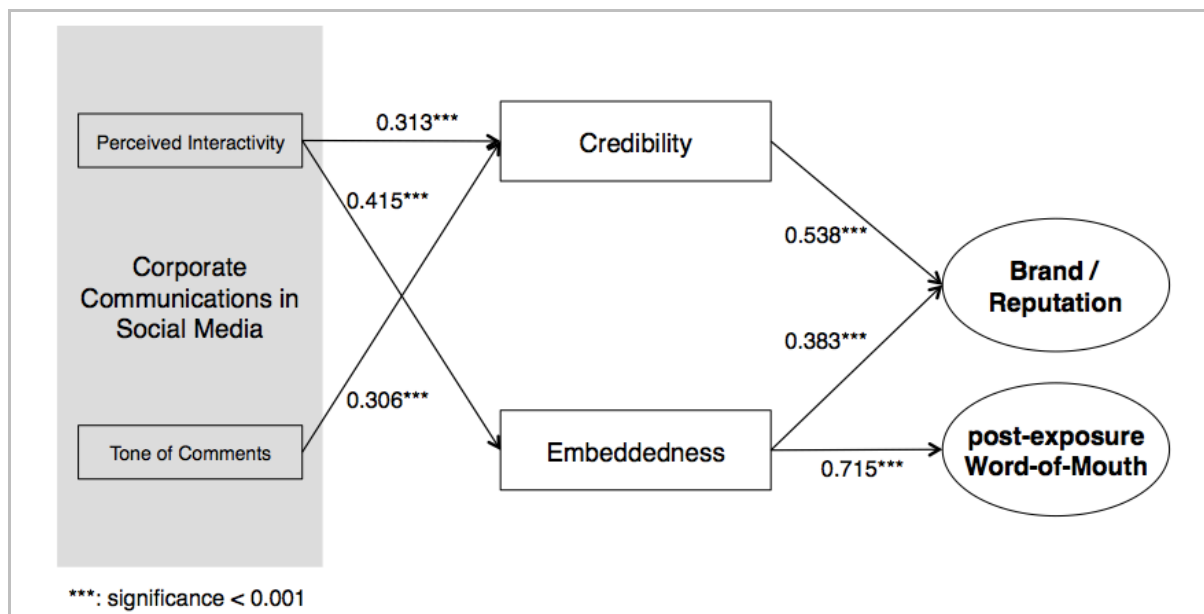 Perceived Interactivity
0.313***
Credibility
0.415***
0.538***
Corporate
Communications in
Social Media
Brand /
Reputation
0.383***
0.306***
Tone of Comments
Embeddedness
post-exposure
Word-of-Mouth
0.715***
***: significance < 0.001